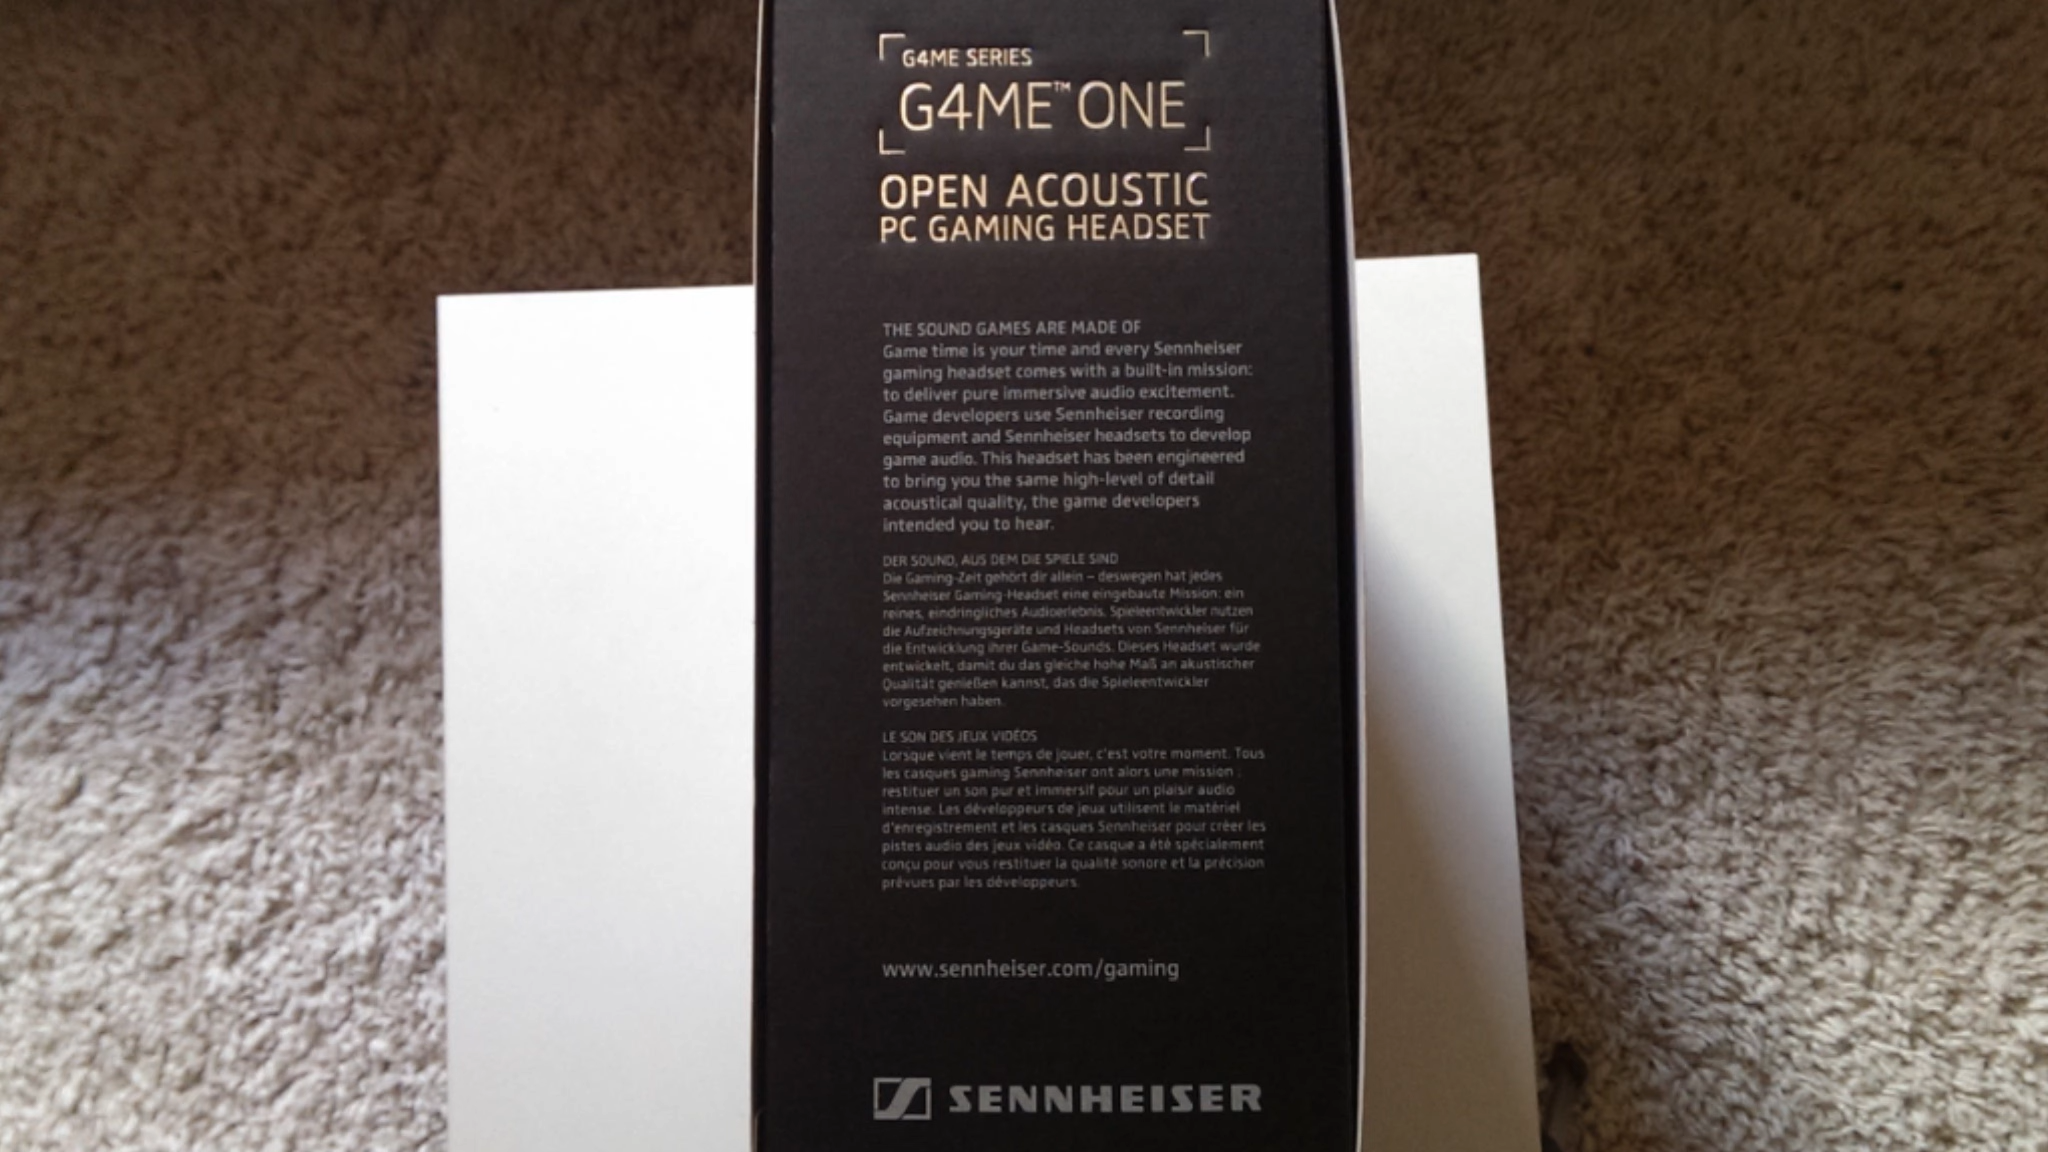 G4ME SERIES
G4ME™ ONE
OPEN ACOUSTIC
PC GAMING HEADSET
THE SOUND GAMES ARE MADE OF
Game time is your time and every Sennheiser
gaming headset comes with a built-in mission:
to deliver pure immersive audio excitement.
Game developers use Sennheiser recording
equipment and Sennheiser headsets to develop
game audio. This headset has been engineered
to bring you the same high-level of detail
acoustical quality, the game developers
intended you to hear.
DER SOUND, AUS DEM DIE SPIELE SIND
Die Gaming-Zeit gehört dir allein – deswegen hat jedes
Sennheiser Gaming-Headset eine eingebaute Mission: ein
reines, eindringliches Audioerlebnis. Spieleentwickler nutzen
die Aufzeichnungsgeräte und Headsets von Sennheiser für
die Entwicklung ihrer Game-Sounds. Dieses Headset wurde
entwickelt, damit du das gleiche hohe Maß an akustischer
Qualität genießen kannst, das die Spieleentwickler
vorgesehen haben.
LE SON DES JEUX VIDÉOS
Lorsque vient le temps de jouer, c'est votre moment. Tous
les casques gaming Sennheiser ont alors une mission :
restituer un son pur et immersif pour un plaisir audio
intense. Les développeurs de jeux utilisent le matériel
d'enregistrement et les casques Sennheiser pour créer les
pistes audio des jeux vidéo. Ce casque a été spécialement
conçu pour vous restituer la qualité sonore et la précision
prévues par les développeurs.
www.sennheiser.com/gaming
SENNHEISER